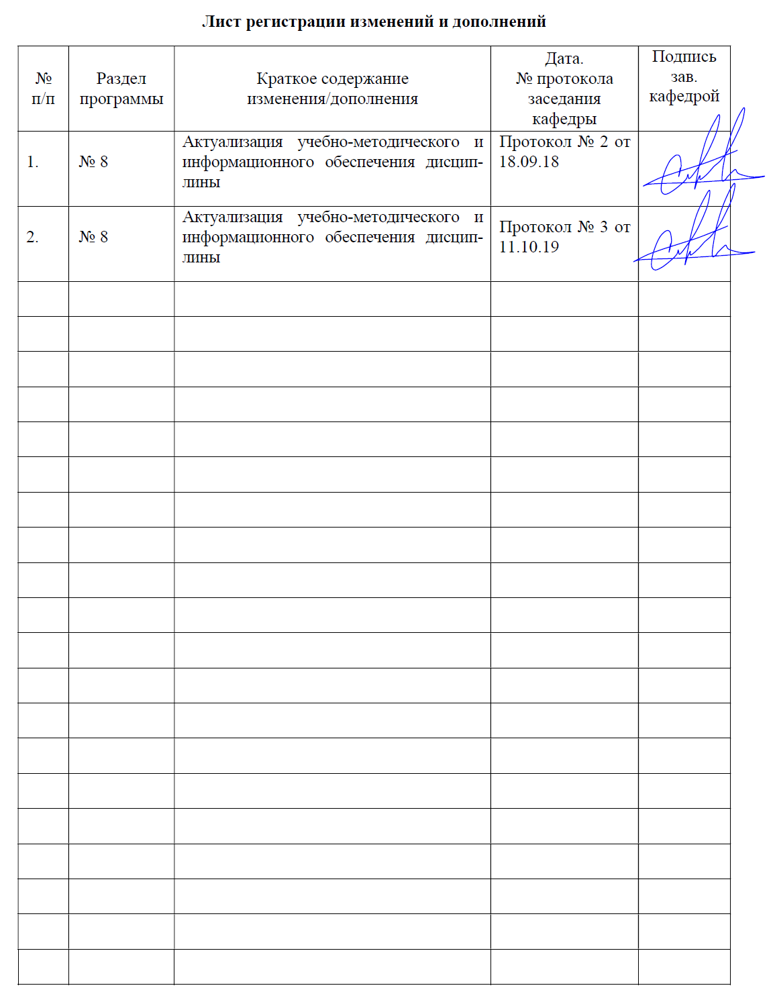 Лист регистрации изменений и дополнений
№
п/п
Раздел
программы
Краткое содержание
изменения/дополнения
Дата.
№ протокола
заседания
кафедры
Подпись
зав.
кафедрой
1.
№ 8
Актуализация учебно-методического и
информационного обеспечения дисцип-
лины
Протокол № 2 от
18.09.18
2.
№ 8
Актуализация учебно-методического и
информационного обеспечения дисцип-
лины
Протокол № 3 от
11.10.19